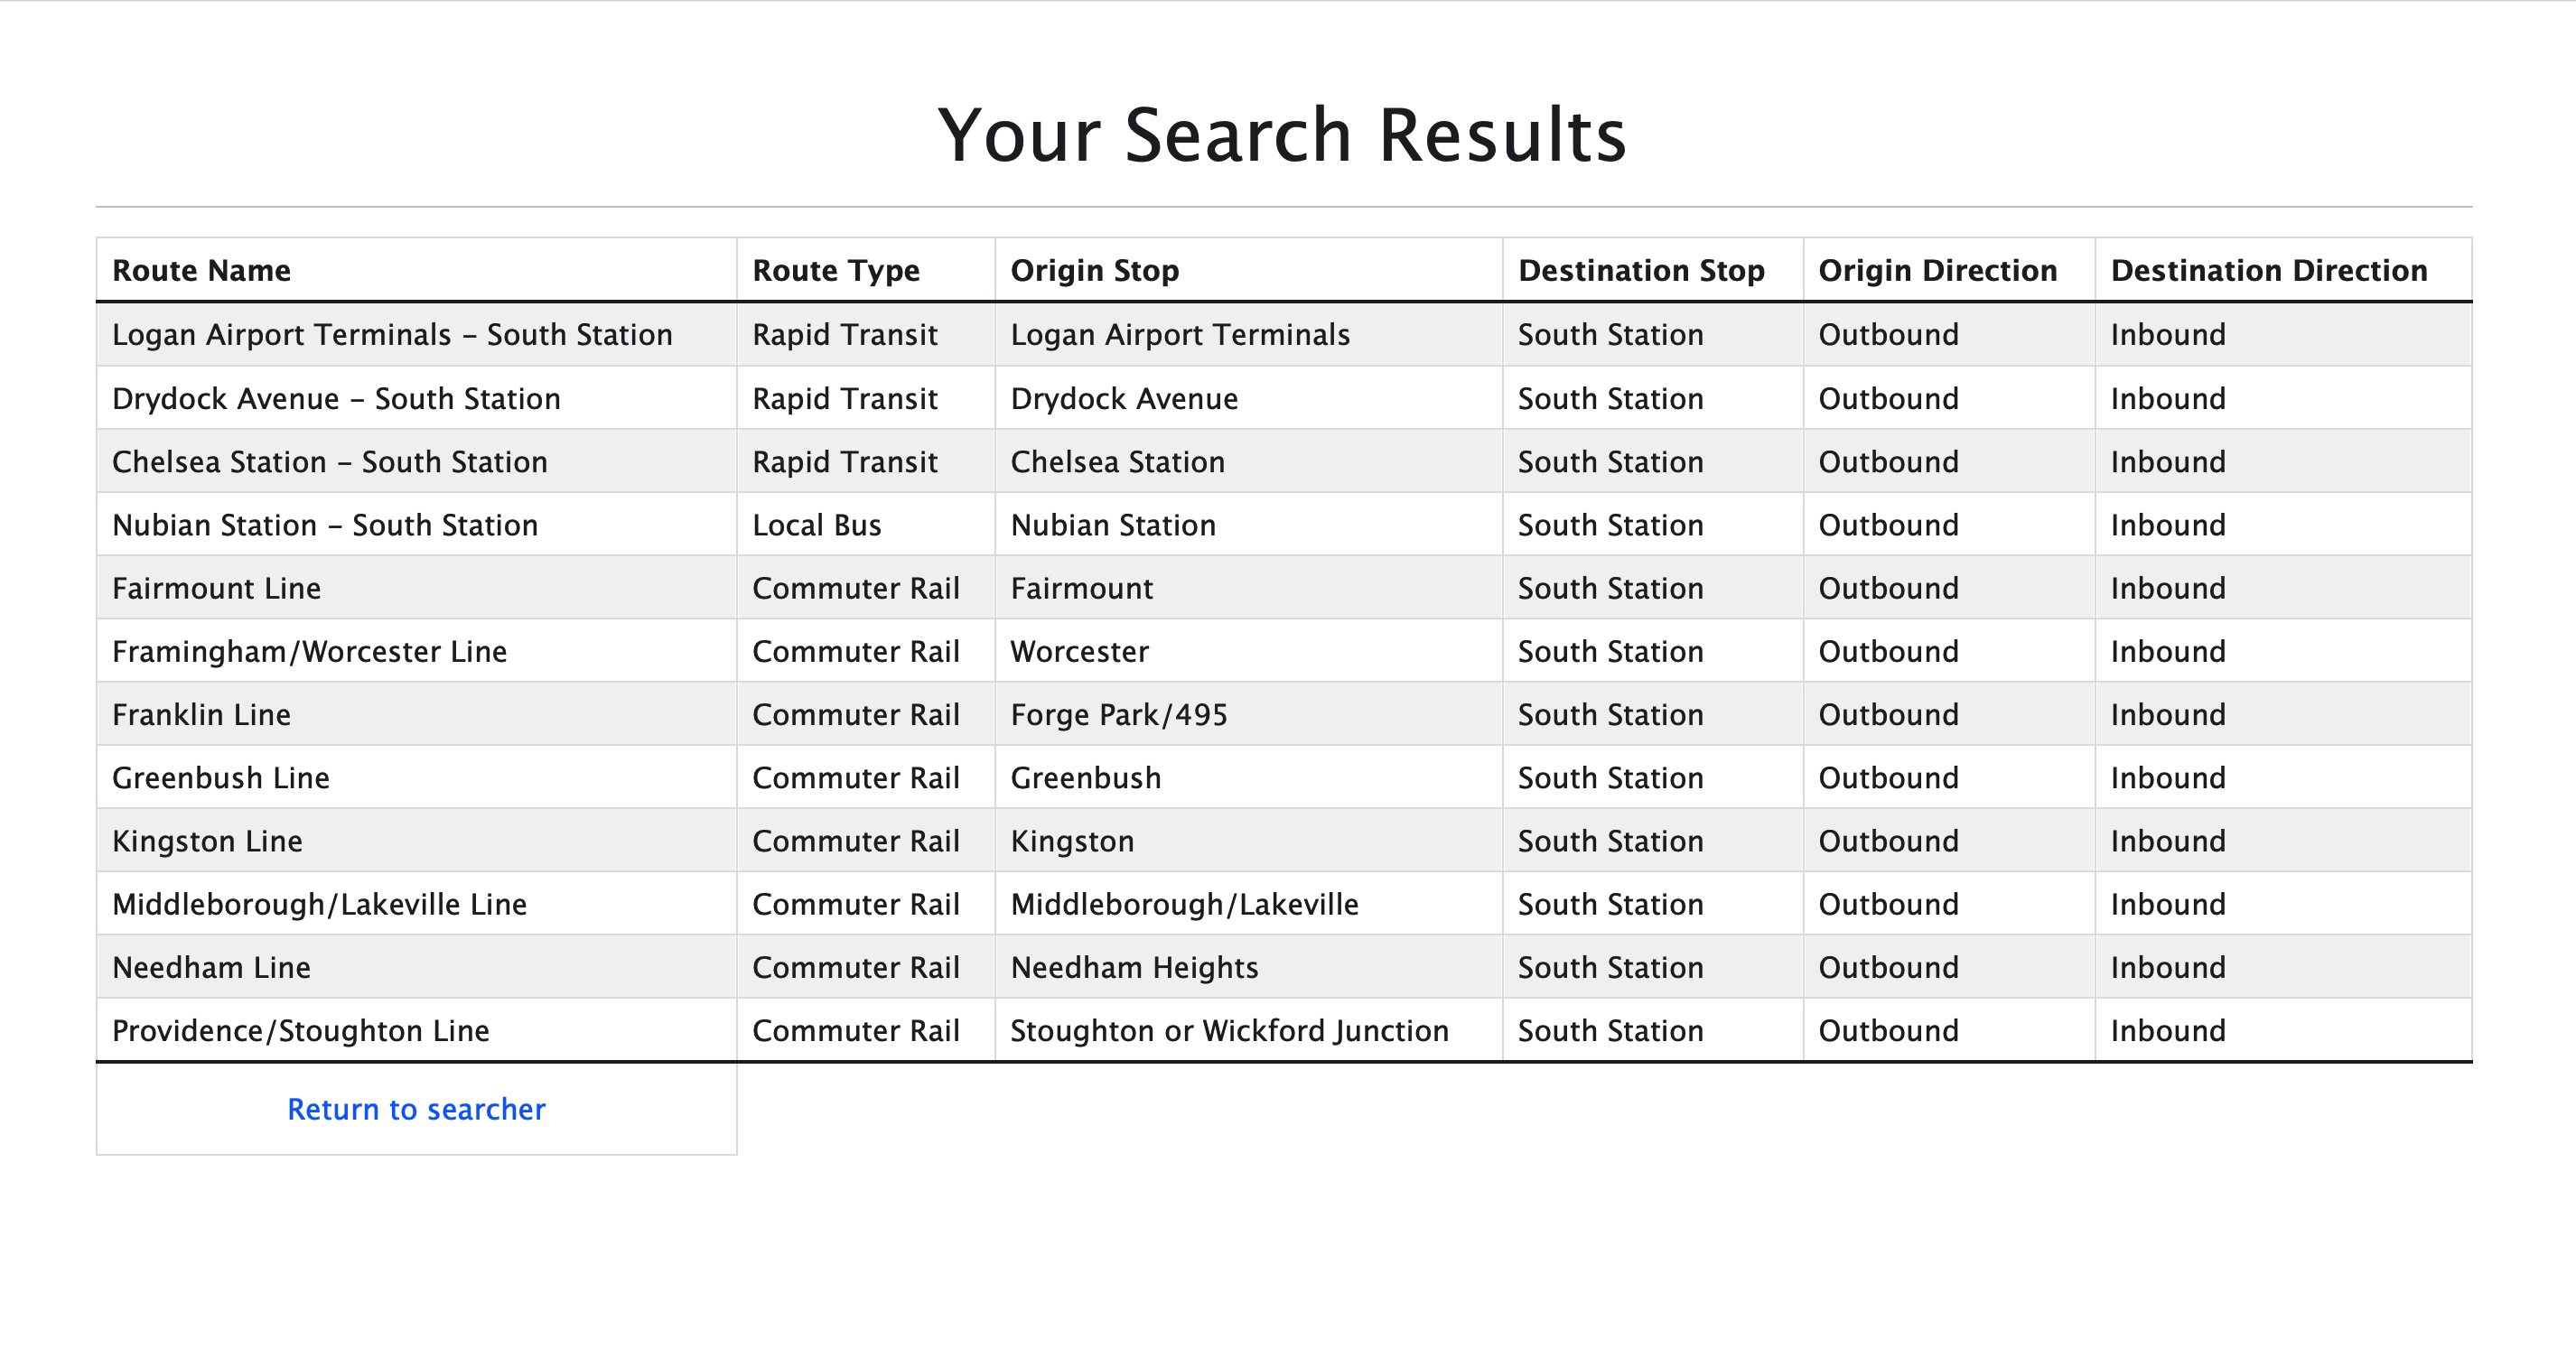 Your Search Results
Route Name Route Type Origin Stop Destination Stop Origin Direction Destination Direction
Logan Airport Terminals – South Station Rapid Transit Logan Airport Terminals South Station Outbound Inbound
Drydock Avenue – South Station Rapid Transit Drydock Avenue South Station Outbound Inbound
Chelsea Station – South Station Rapid Transit Chelsea Station South Station Outbound Inbound
Nubian Station – South Station Local Bus Nubian Station South Station Outbound Inbound
Fairmount Line Commuter Rail Fairmount South Station Outbound Inbound
Framingham/Worcester Line Commuter Rail Worcester South Station Outbound Inbound
Franklin Line Commuter Rail Forge Park/495 South Station Outbound Inbound
Greenbush Line Commuter Rail Greenbush South Station Outbound Inbound
Kingston Line Commuter Rail Kingston South Station Outbound Inbound
Middleborough/Lakeville Line Commuter Rail Middleborough/Lakeville South Station Outbound Inbound
Needham Line Commuter Rail Needham Heights South Station Outbound Inbound
Providence/Stoughton Line Commuter Rail Stoughton or Wickford Junction South Station Outbound Inbound
Return to searcher